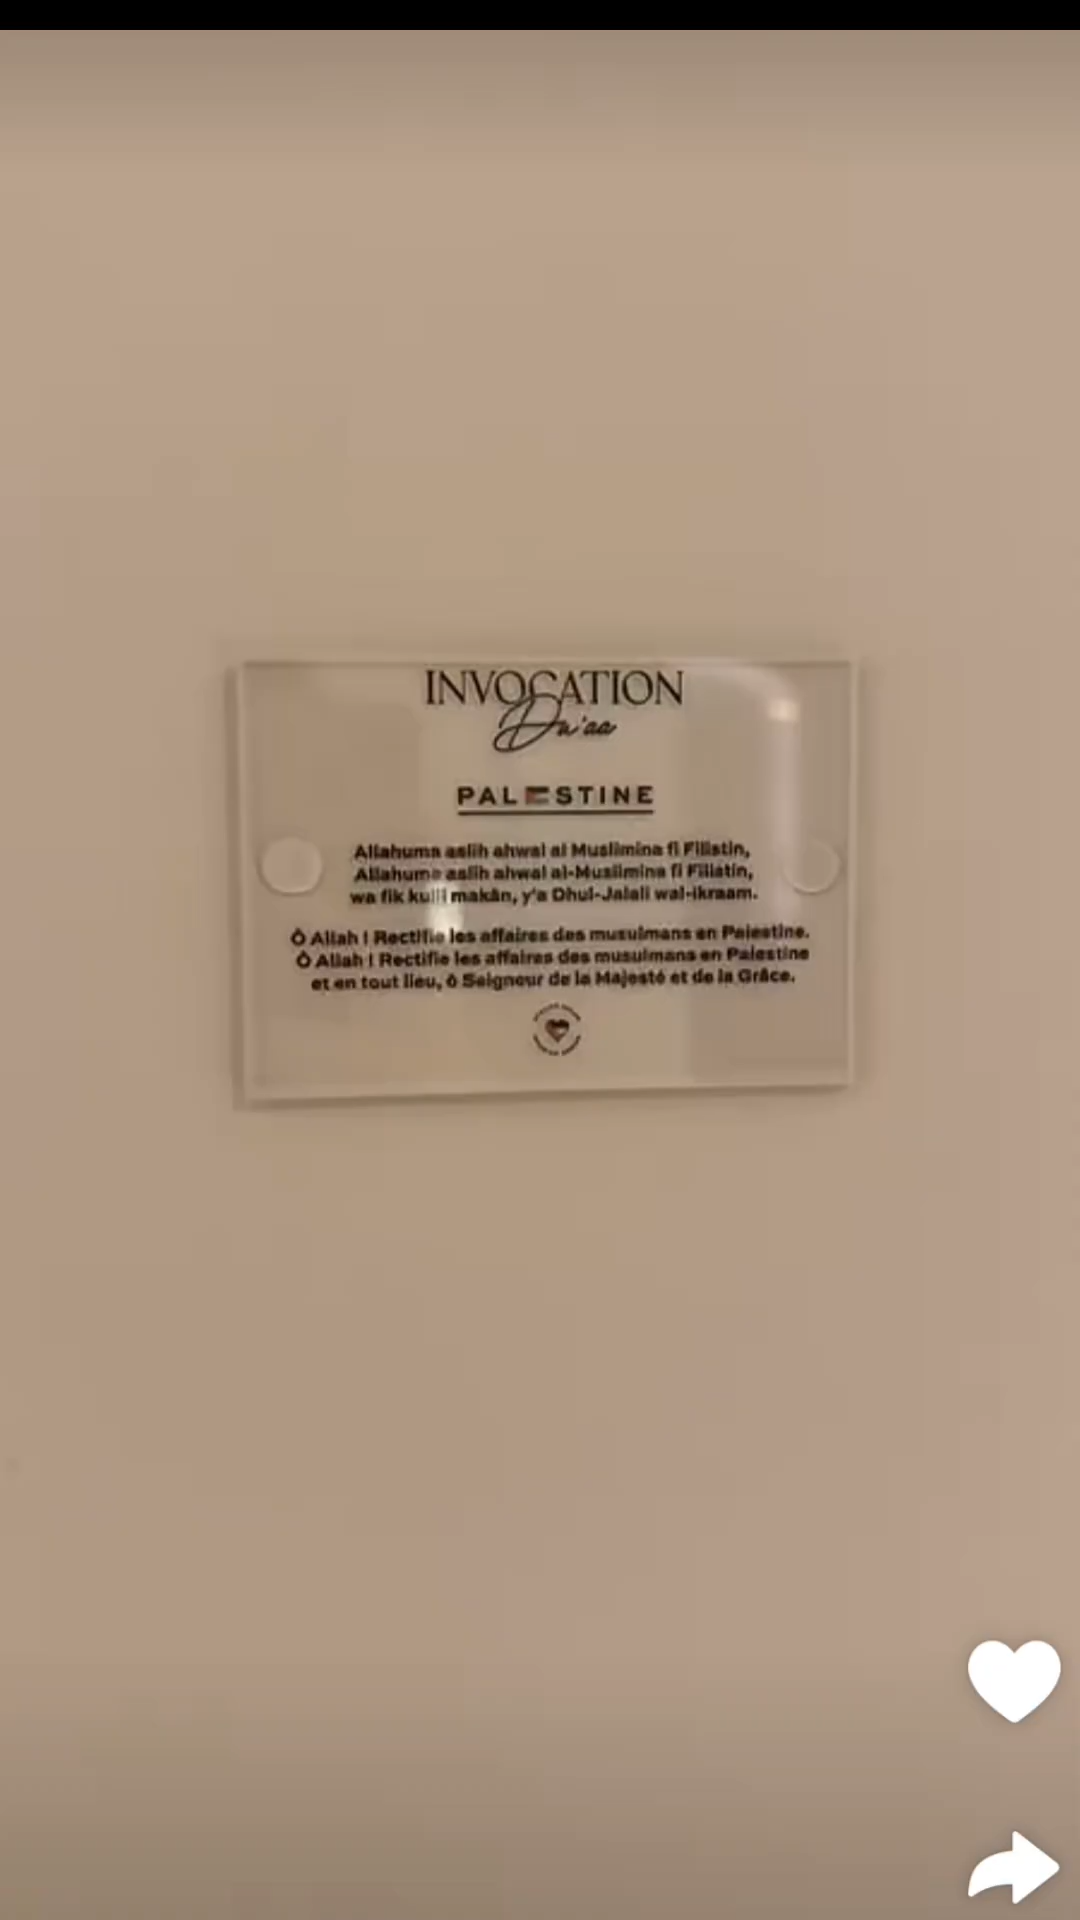 INVOCATION
Du'aa
PALESTINE
Allahuma aslih ahwal al Muslimina fi Filistin,
Allahuma aslih ahwal al-Muslimina fi Filistin,
wa fik kulli makân, y'a Dhul-Jalali wal-ikraam.
Ô Allah ! Rectifie les affaires des musulmans en Palestine.
Ô Allah ! Rectifie les affaires des musulmans en Palestine
et en tout lieu, ô Seigneur de la Majesté et de la Grâce.